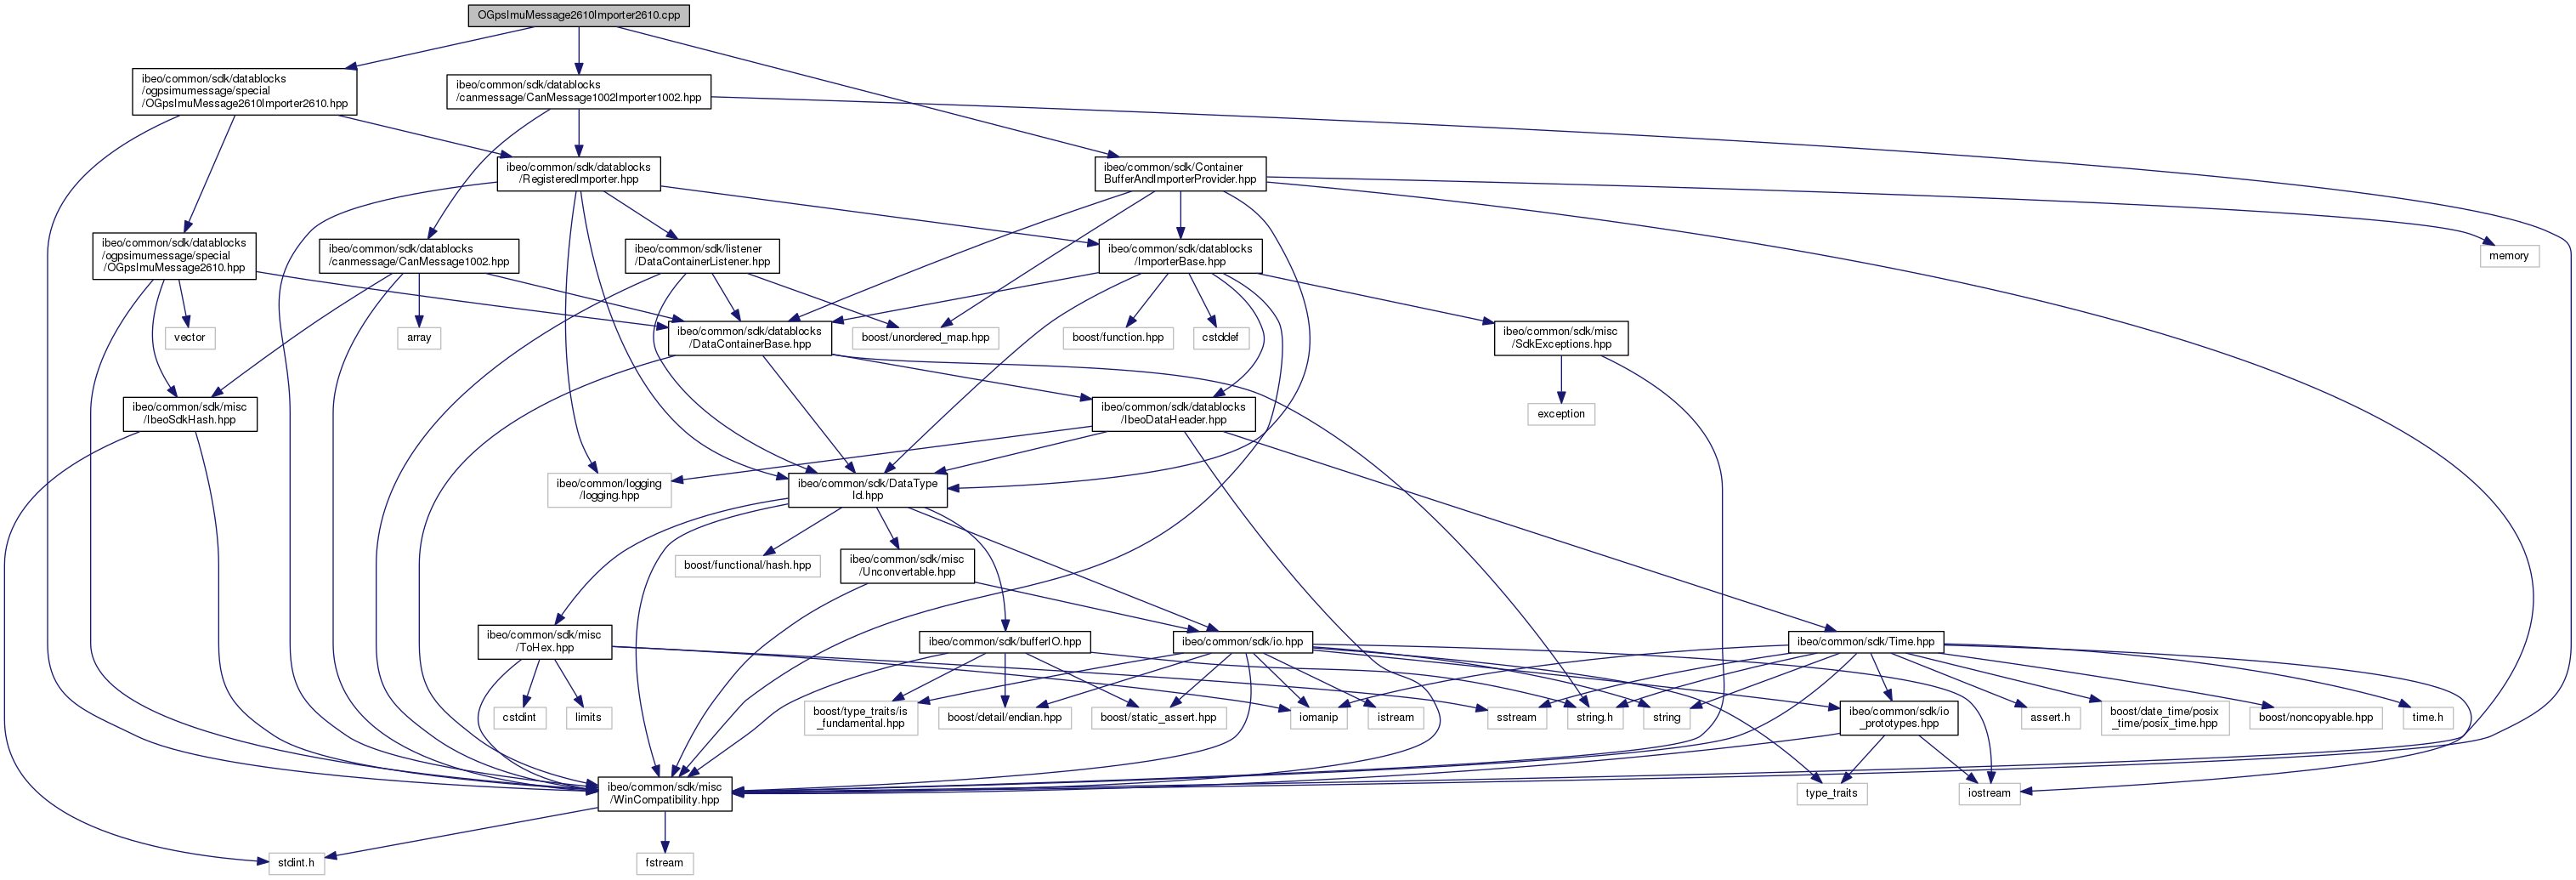 OGpsImuMessage2610Importer2610.cpp
ibeo/common/sdk/datablocks
/ogpsimumessage/special
/OGpsImuMessage2610Importer2610.hpp
ibeo/common/sdk/datablocks
/canmessage/CanMessage1002Importer1002.hpp
ibeo/common/sdk/datablocks
/RegisteredImporter.hpp
ibeo/common/sdk/Container
BufferAndImporterProvider.hpp
ibeo/common/sdk/datablocks
/ogpsimumessage/special
/OGpsImuMessage2610.hpp
ibeo/common/sdk/datablocks
/canmessage/CanMessage1002.hpp
ibeo/common/sdk/listener
/DataContainerListener.hpp
ibeo/common/sdk/datablocks
/ImporterBase.hpp
memory
vector
array
ibeo/common/sdk/datablocks
/DataContainerBase.hpp
boost/unordered_map.hpp
boost/function.hpp
cstddef
ibeo/common/sdk/misc
/SdkExceptions.hpp
ibeo/common/sdk/misc
/IbeoSdkHash.hpp
ibeo/common/sdk/datablocks
/IbeoDataHeader.hpp
exception
ibeo/common/logging
/logging.hpp
ibeo/common/sdk/DataType
Id.hpp
boost/functional/hash.hpp
ibeo/common/sdk/misc
/Unconvertable.hpp
ibeo/common/sdk/misc
/ToHex.hpp
ibeo/common/sdk/bufferIO.hpp
ibeo/common/sdk/io.hpp
ibeo/common/sdk/Time.hpp
cstdint
limits
boost/type_traits/is
_fundamental.hpp
boost/detail/endian.hpp
boost/static_assert.hpp
iomanip
istream
sstream
string.h
string
ibeo/common/sdk/io
_prototypes.hpp
assert.h
boost/date_time/posix
_time/posix_time.hpp
boost/noncopyable.hpp
time.h
ibeo/common/sdk/misc
/WinCompatibility.hpp
type_traits
iostream
stdint.h
fstream